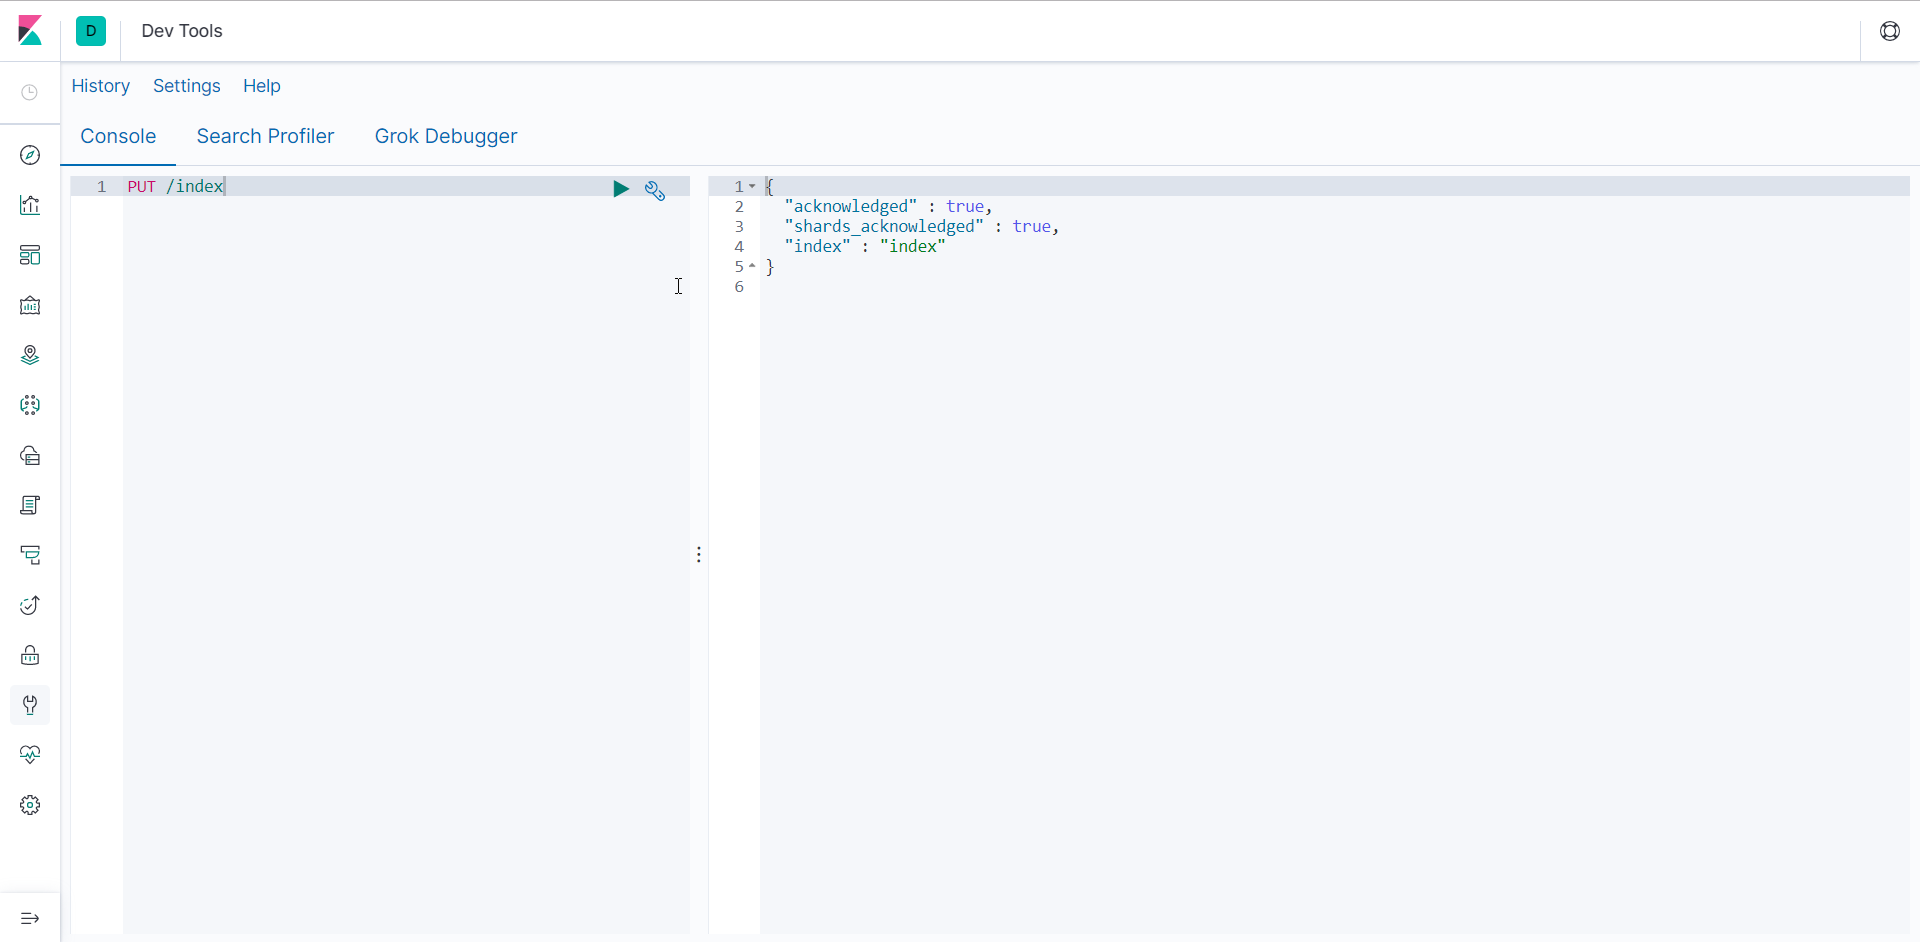 D Dev Tools
History Settings Help
Console Search Profiler Grok Debugger
1 PUT /index
1 {
2 "acknowledged" : true,
3 "shards_acknowledged" : true,
4 "index" : "index"
5 }
6